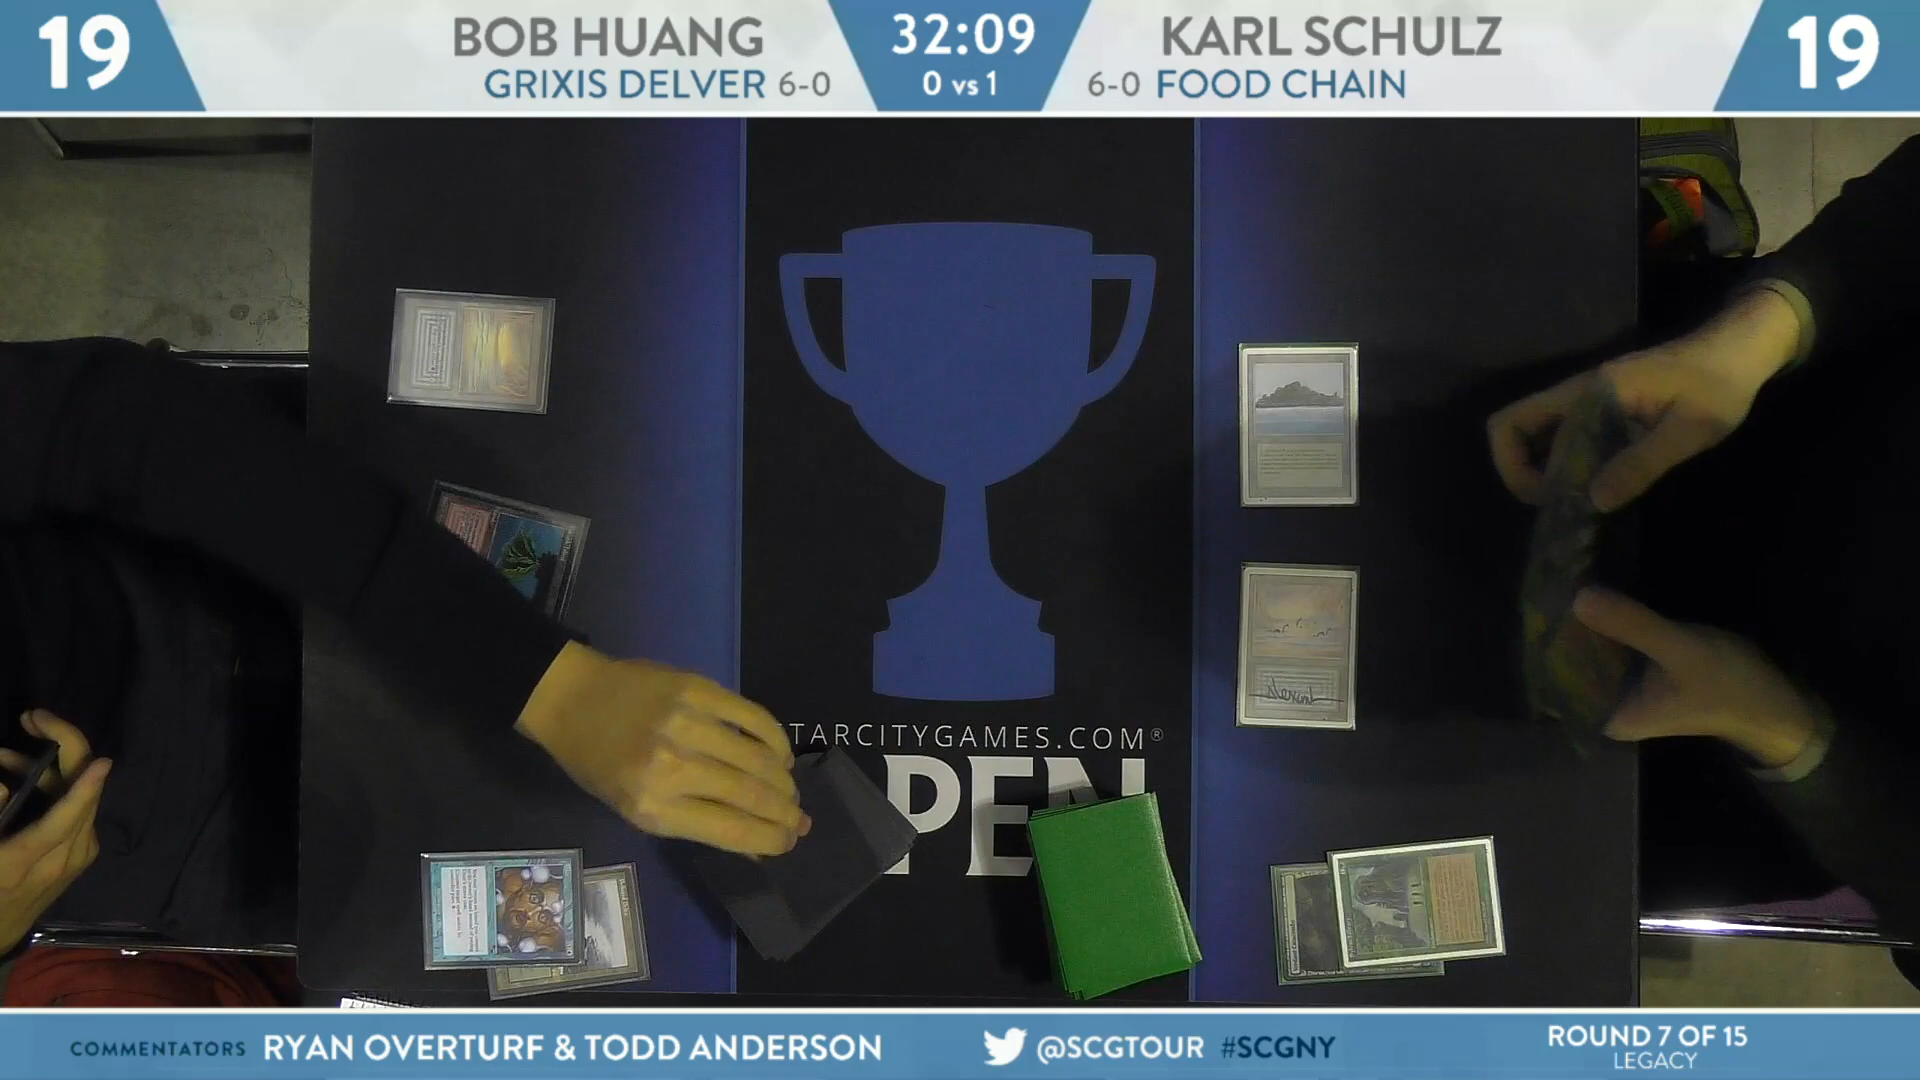 19
BOB HUANG
GRIXIS DELVER 6-0
32:09
0 vs 1
KARL SCHULZ
6-0 FOOD CHAIN
19
TARCITYGAMES.COM®
PEN
COMMENTATORS RYAN OVERTURF & TODD ANDERSON
@SCGTOUR #SCGNY
ROUND 7 OF 15
LEGACY